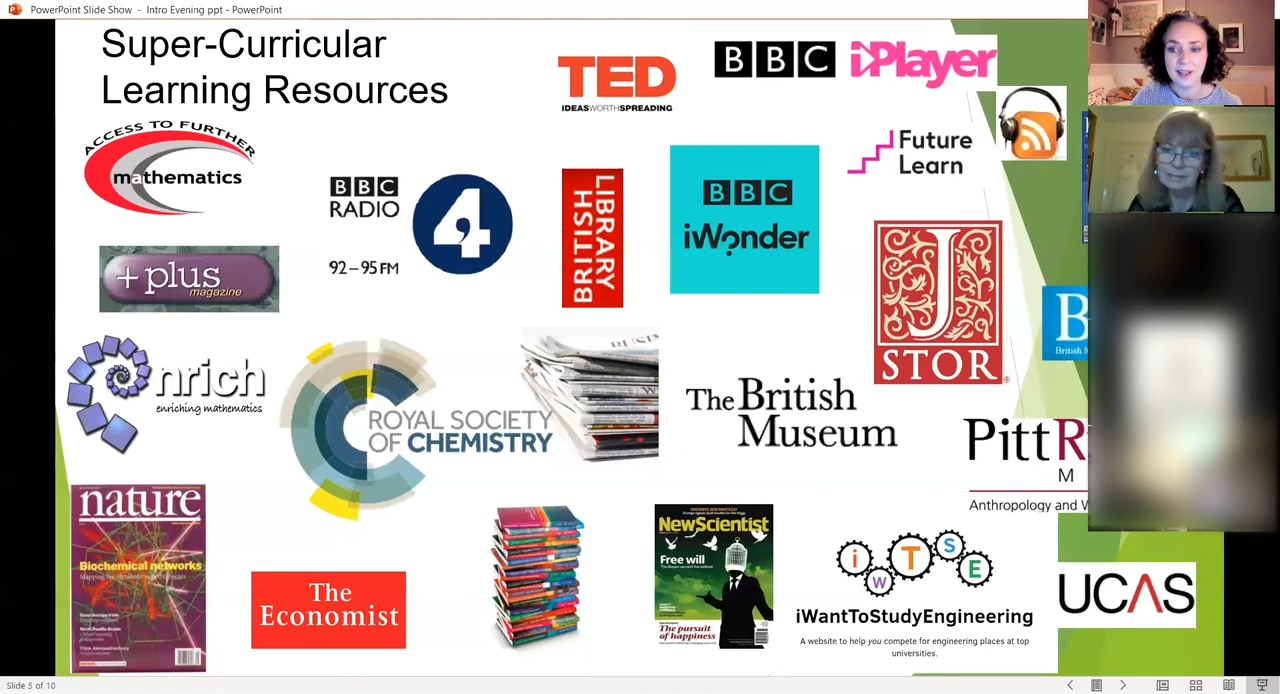 PowerPoint Slide Show - Intro Evening ppt - PowerPoint
Super-Curricular
Learning Resources
TED
IDEAS WORTH SPREADING
BBC iPlayer
ACCESS TO FURTHER
mathematics
BBC
RADIO
4
92–95 FM
BRITISH
LIBRARY
BBC
iWonder
Future
Learn
+plus
magazine
JSTOR
B
British
nrich
enriching mathematics
ROYAL SOCIETY
OF CHEMISTRY
The British
Museum
PittR
M
Anthropology and W
nature
Biochemical networks
The
Economist
NewScientist
Free will
The pursuit
of happiness
iWTSE
iWantToStudyEngineering
A website to help you compete for engineering places at top
universities.
UCAS
Slide 5 of 10